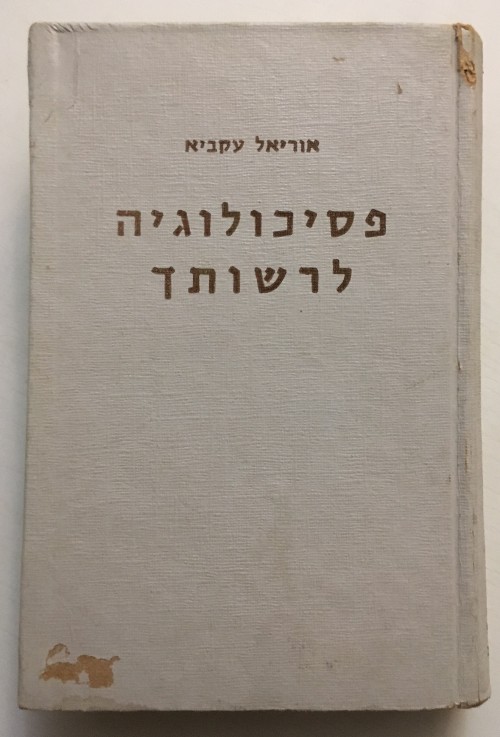 אוריאל עקביא
פסיכולוגיה
לרשותך